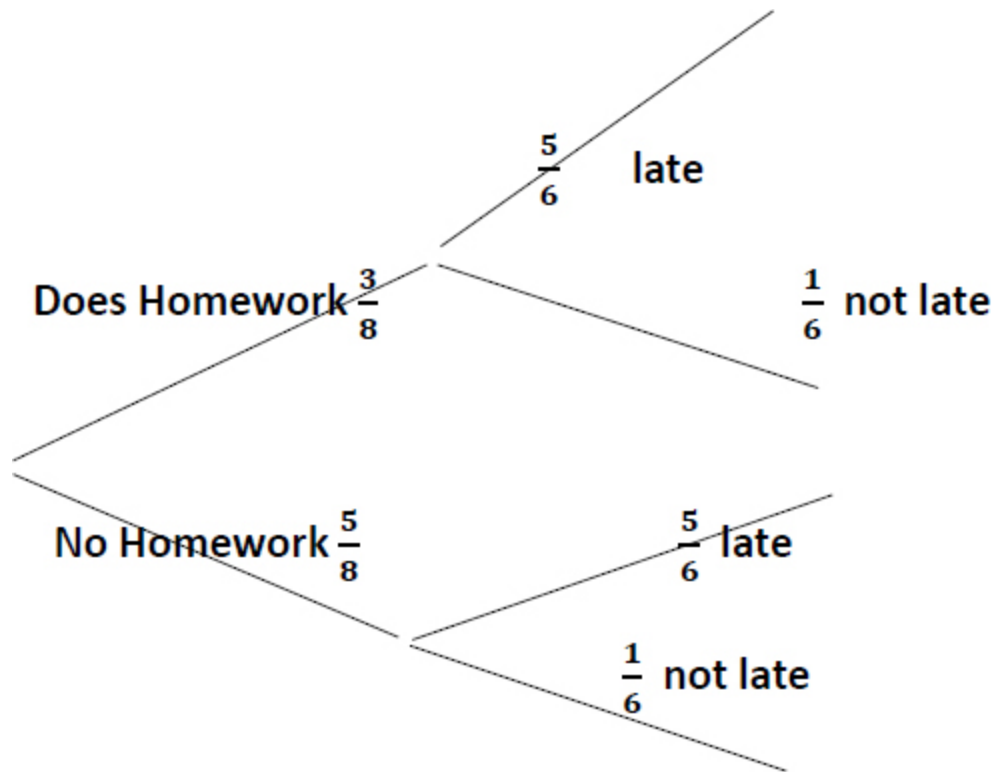 5/6 late
Does Homework 3/8
1/6 not late
No Homework 5/8
5/6 late
1/6 not late